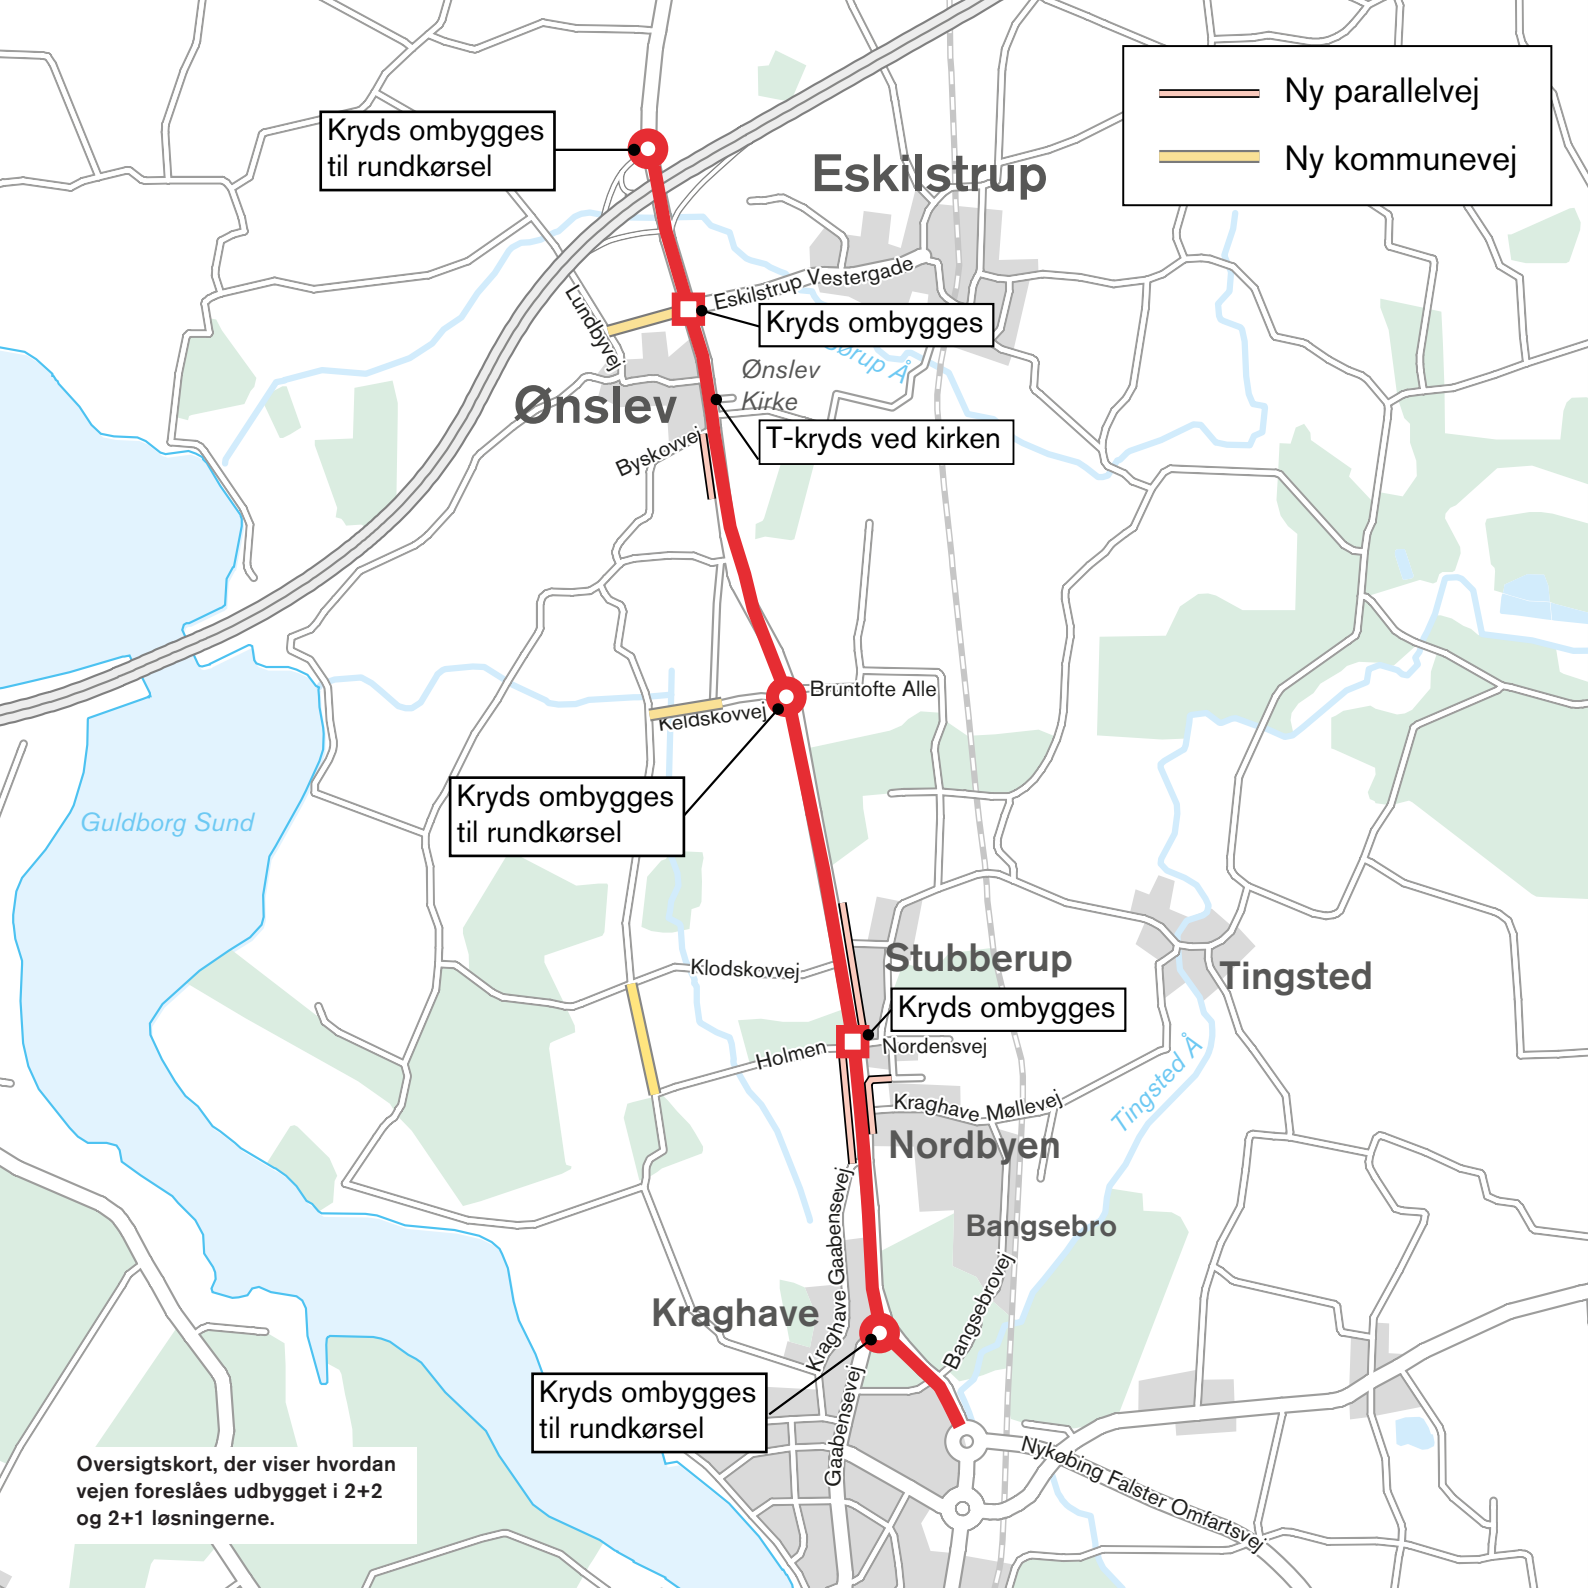 Ny parallelvej
Ny kommunevej
Kryds ombygges
til rundkørsel
Eskilstrup
Eskilstrup Vestergade
Lundbyvej
Kryds ombygges
Ønslev
Kirke
Ønslev
T-kryds ved kirken
Byskovvej
Bruntofte Alle
Keldskovvej
Kryds ombygges
til rundkørsel
Guldborg Sund
Klodskovvej
Stubberup
Tingsted
Kryds ombygges
Holmen
Nordensvej
Tingsted Å
Kraghave Møllevej
Nordbyen
Kraghave Gaabensevej
Bangsebro
Bangsebrovej
Kraghave
Kryds ombygges
til rundkørsel
Gaabensevej
Nykøbing Falster Omfartsvej
Oversigtskort, der viser hvordan
vejen foreslåes udbygget i 2+2
og 2+1 løsningerne.